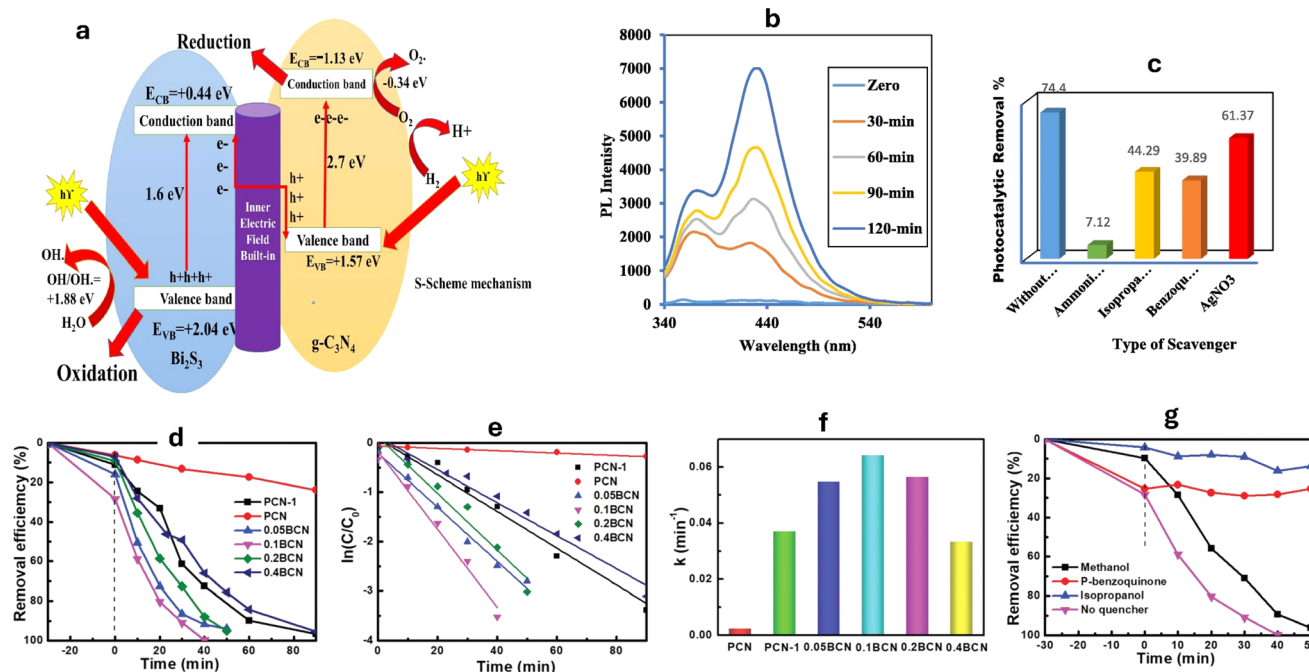 a
Reduction
E_CB=-1.13 eV
Conduction band
O₂.
-0.34 eV
O₂
H+
H₂
E_CB=+0.44 eV
Conduction band
e-e-e-
e-
e-
e-
2.7 eV
1.6 eV
hϒ
hϒ
h+
h+
h+
Inner
Electric
Field
Built-in
Valence band
E_VB=+1.57 eV
OH.
OH/OH.=
+1.88 eV
H₂O
h+h+h+
Valence band
E_VB=+2.04 eV
Bi₂S₃
g-C₃N₄
S-Scheme mechanism
Oxidation
b
PL Intenisty
8000
7000
6000
5000
4000
3000
2000
1000
0
340
440
540
Wavelength (nm)
Zero
30-min
60-min
90-min
120-min
c
Photocatalytic Removal %
74.4
7.12
44.29
39.89
61.37
Without...
Ammoni...
Isopropa...
Benzoqu...
AgNO3
Type of Scavenger
d
Removal efficiency (%)
0
20
40
60
80
100
-20
0
20
40
60
80
Time (min)
PCN-1
PCN
0.05BCN
0.1BCN
0.2BCN
0.4BCN
e
ln(C/C₀)
0
-1
-2
-3
-4
0
20
40
60
80
Time (min)
PCN-1
PCN
0.05BCN
0.1BCN
0.2BCN
0.4BCN
f
k (min⁻¹)
0.06
0.04
0.02
0.00
PCN
PCN-1
0.05BCN
0.1BCN
0.2BCN
0.4BCN
g
Removal efficiemcy (%)
0
20
40
60
80
100
-30
-20
-10
0
10
20
30
40
50
Time (min)
Methanol
P-benzoquinone
Isopropanol
No quencher